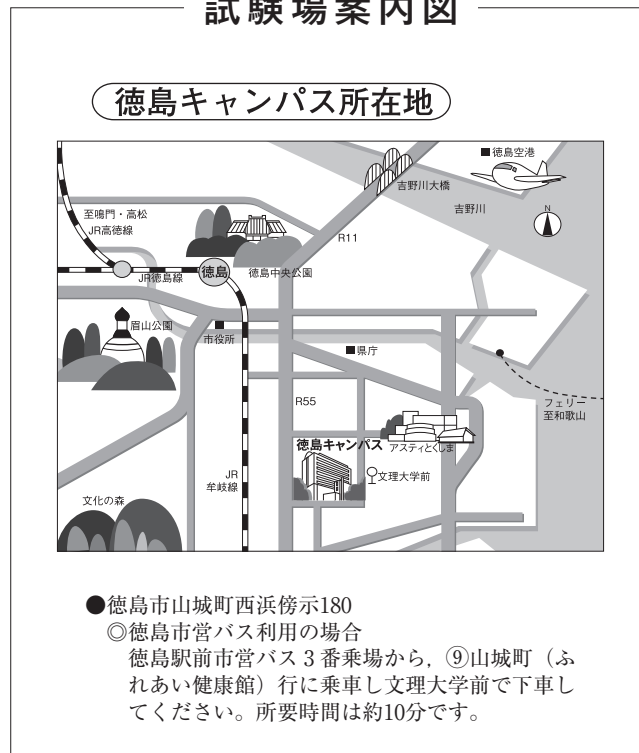 試験場案内図
徳島キャンパス所在地
徳島空港
吉野川大橋
吉野川
N
至鳴門・高松
JR高徳線
R11
徳島
徳島中央公園
JR徳島線
眉山公園
市役所
県庁
フェリー
至和歌山
R55
徳島キャンパス
アスティとくしま
JR
牟岐線
文理大学前
文化の森
●徳島市山城町西浜傍示180
◎徳島市営バス利用の場合
徳島駅前市営バス3番乗場から,⑨山城町(ふ
れあい健康館)行に乗車し文理大学前で下車し
てください。所要時間は約10分です。